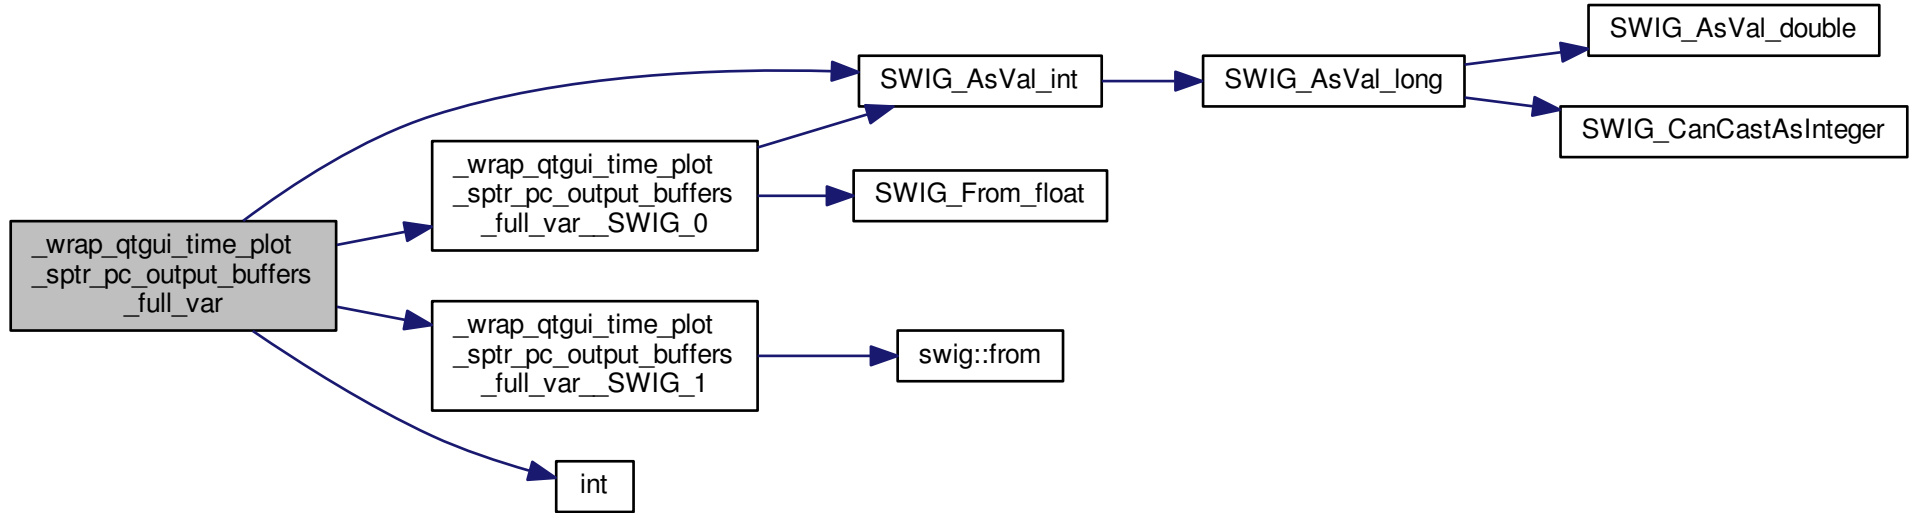 _wrap_qtgui_time_plot
_sptr_pc_output_buffers
_full_var
_wrap_qtgui_time_plot
_sptr_pc_output_buffers
_full_var__SWIG_0
_wrap_qtgui_time_plot
_sptr_pc_output_buffers
_full_var__SWIG_1
int
SWIG_AsVal_int
SWIG_From_float
swig::from
SWIG_AsVal_long
SWIG_AsVal_double
SWIG_CanCastAsInteger